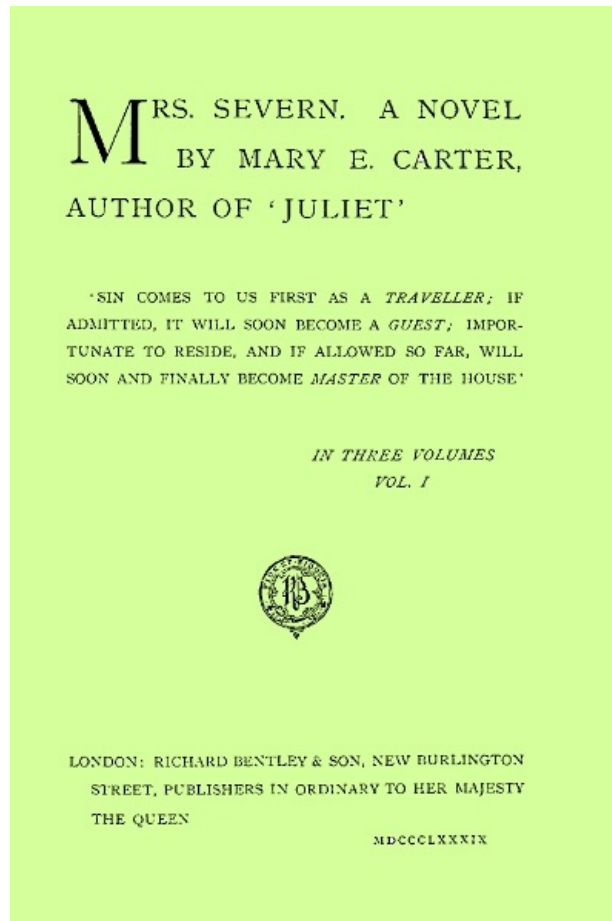 MRS. SEVERN. A NOVEL
BY MARY E. CARTER,
AUTHOR OF ‘JULIET’
‘SIN COMES TO US FIRST AS A TRAVELLER; IF
ADMITTED, IT WILL SOON BECOME A GUEST; IMPOR-
TUNATE TO RESIDE, AND IF ALLOWED SO FAR, WILL
SOON AND FINALLY BECOME MASTER OF THE HOUSE’
IN THREE VOLUMES
VOL. I
RB
LONDON: RICHARD BENTLEY & SON, NEW BURLINGTON
STREET, PUBLISHERS IN ORDINARY TO HER MAJESTY
THE QUEEN
MDCCCLXXXIX